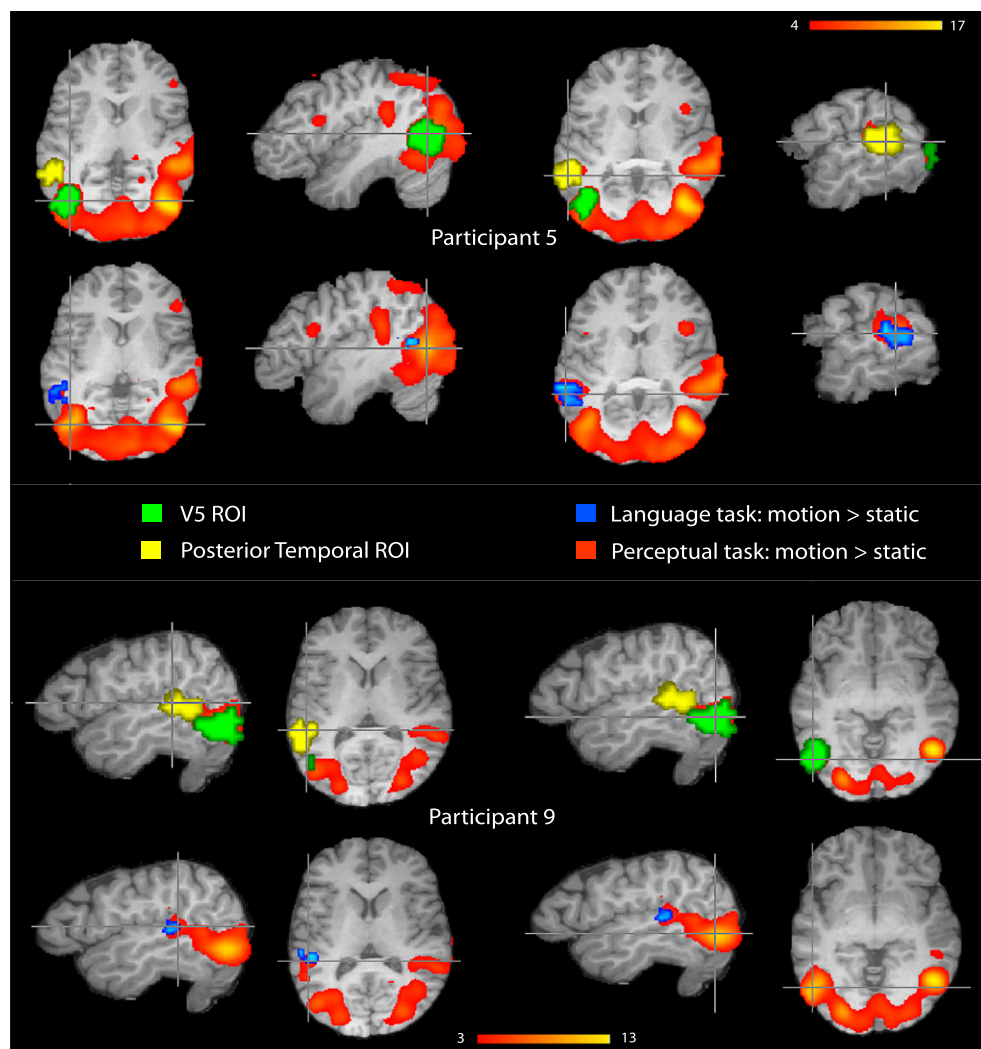 4 17
Participant 5
V5 ROI
Language task: motion > static
Posterior Temporal ROI
Perceptual task: motion > static
Participant 9
3 13